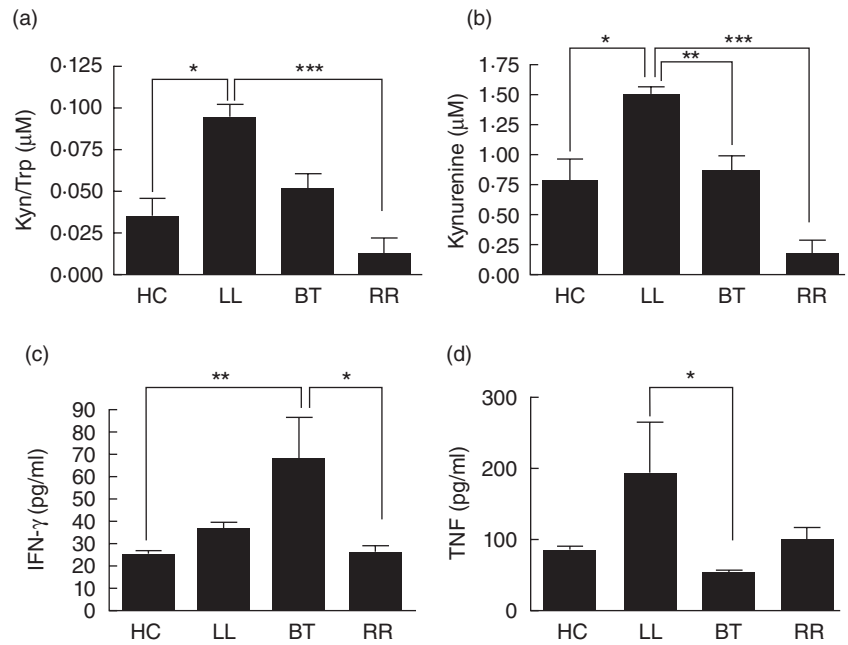 (a)
Kyn/Trp (µM)
0·125
0·100
0·050
0·025
0·000
*
***
HC LL BT RR
(b)
Kynurenine (µM)
1·75
1·50
1·25
1·00
0·75
0·50
0·25
0·00
*
**
***
HC LL BT RR
(c)
IFN-γ (pg/ml)
90
80
70
60
50
40
30
20
10
0
**
*
HC LL BT RR
(d)
TNF (pg/ml)
300
200
100
0
*
HC LL BT RR